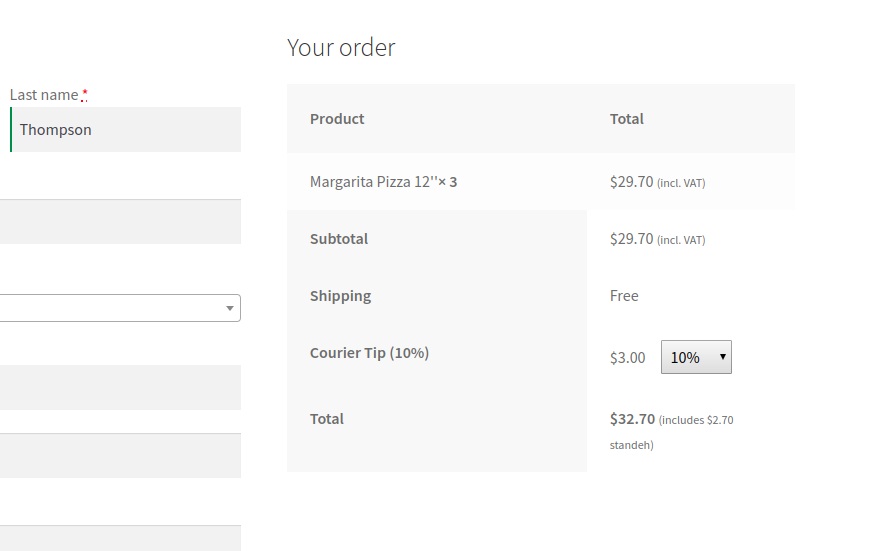 Your order
Last name *
Thompson
Product Total
Margarita Pizza 12''× 3 $29.70 (incl. VAT)
Subtotal $29.70 (incl. VAT)
Shipping Free
Courier Tip (10%) $3.00 10%
Total $32.70 (includes $2.70
standeh)